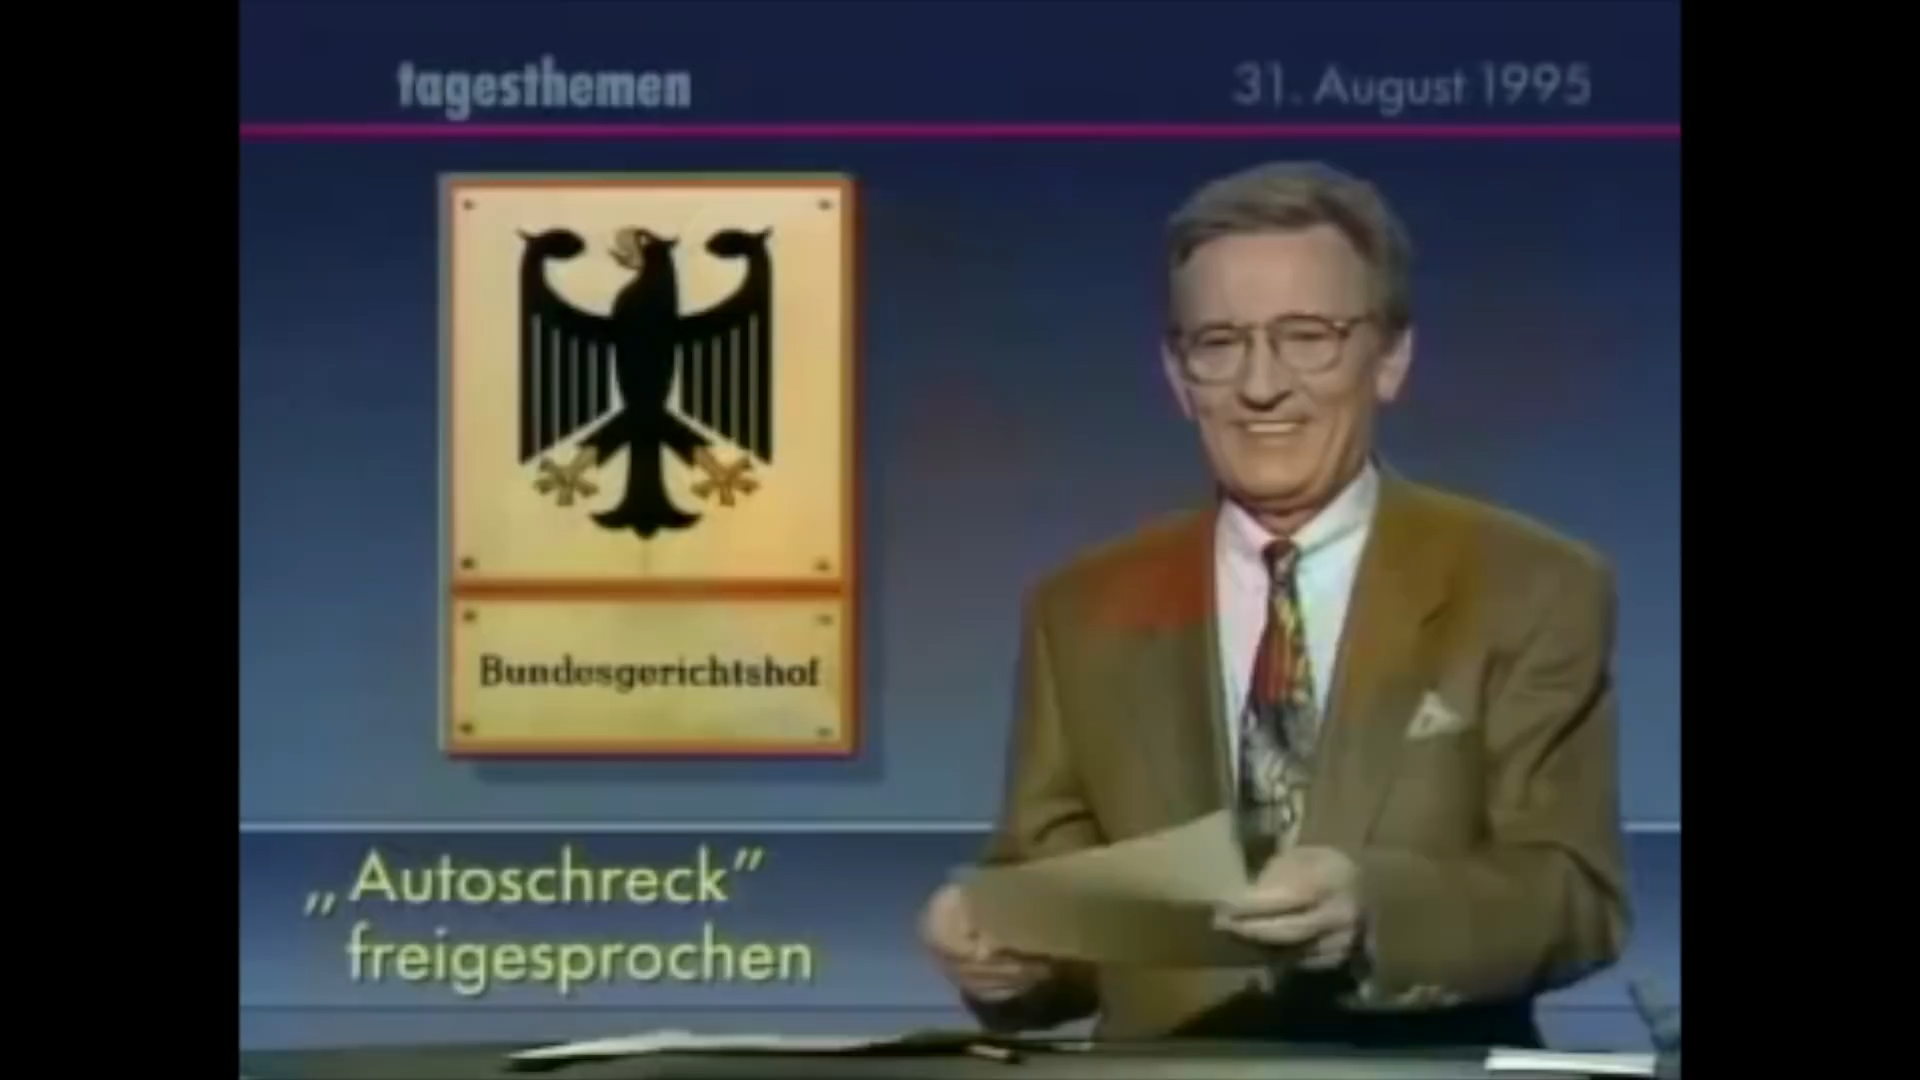 tagesthemen
31. August 1995
Bundesgerichtshof
„Autoschreck”
freigesprochen